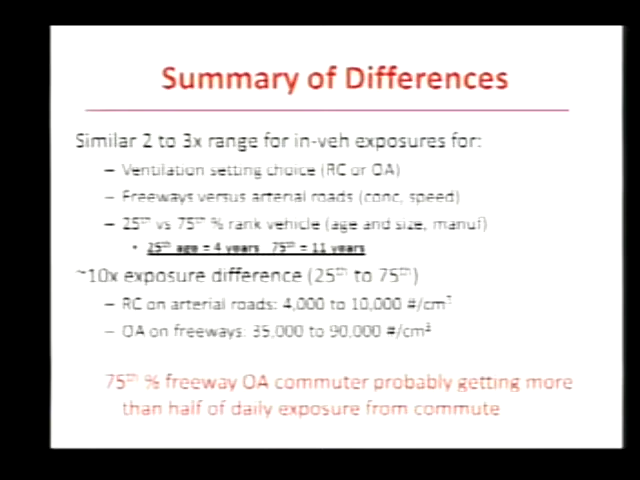 Summary of Differences
Similar 2 to 3x range for in-veh exposures for:
– Ventilation setting choice (RC or OA)
– Freeways versus arterial roads (conc, speed)
– 25th vs 75th % rank vehicle (age and size, manuf)
• 25th age = 4 years 75th = 11 years
~10x exposure difference (25th to 75th)
– RC on arterial roads: 4,000 to 10,000 #/cm³
– OA on freeways: 35,000 to 90,000 #/cm³
75th % freeway OA commuter probably getting more
than half of daily exposure from commute